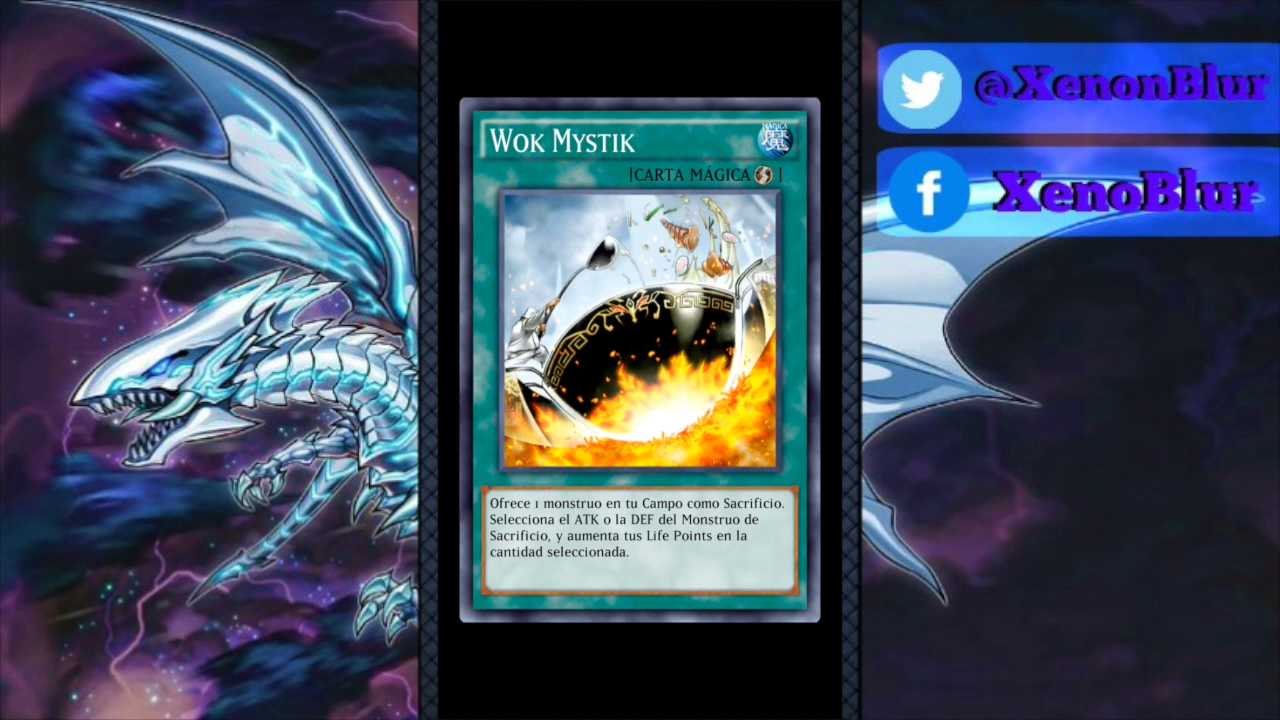 Wok Mystik
MÁGICA
[CARTA MÁGICA ]
Ofrece 1 monstruo en tu Campo como Sacrificio.
Selecciona el ATK o la DEF del Monstruo de
Sacrificio, y aumenta tus Life Points en la
cantidad seleccionada.
@XenonBlur
f XenoBlur